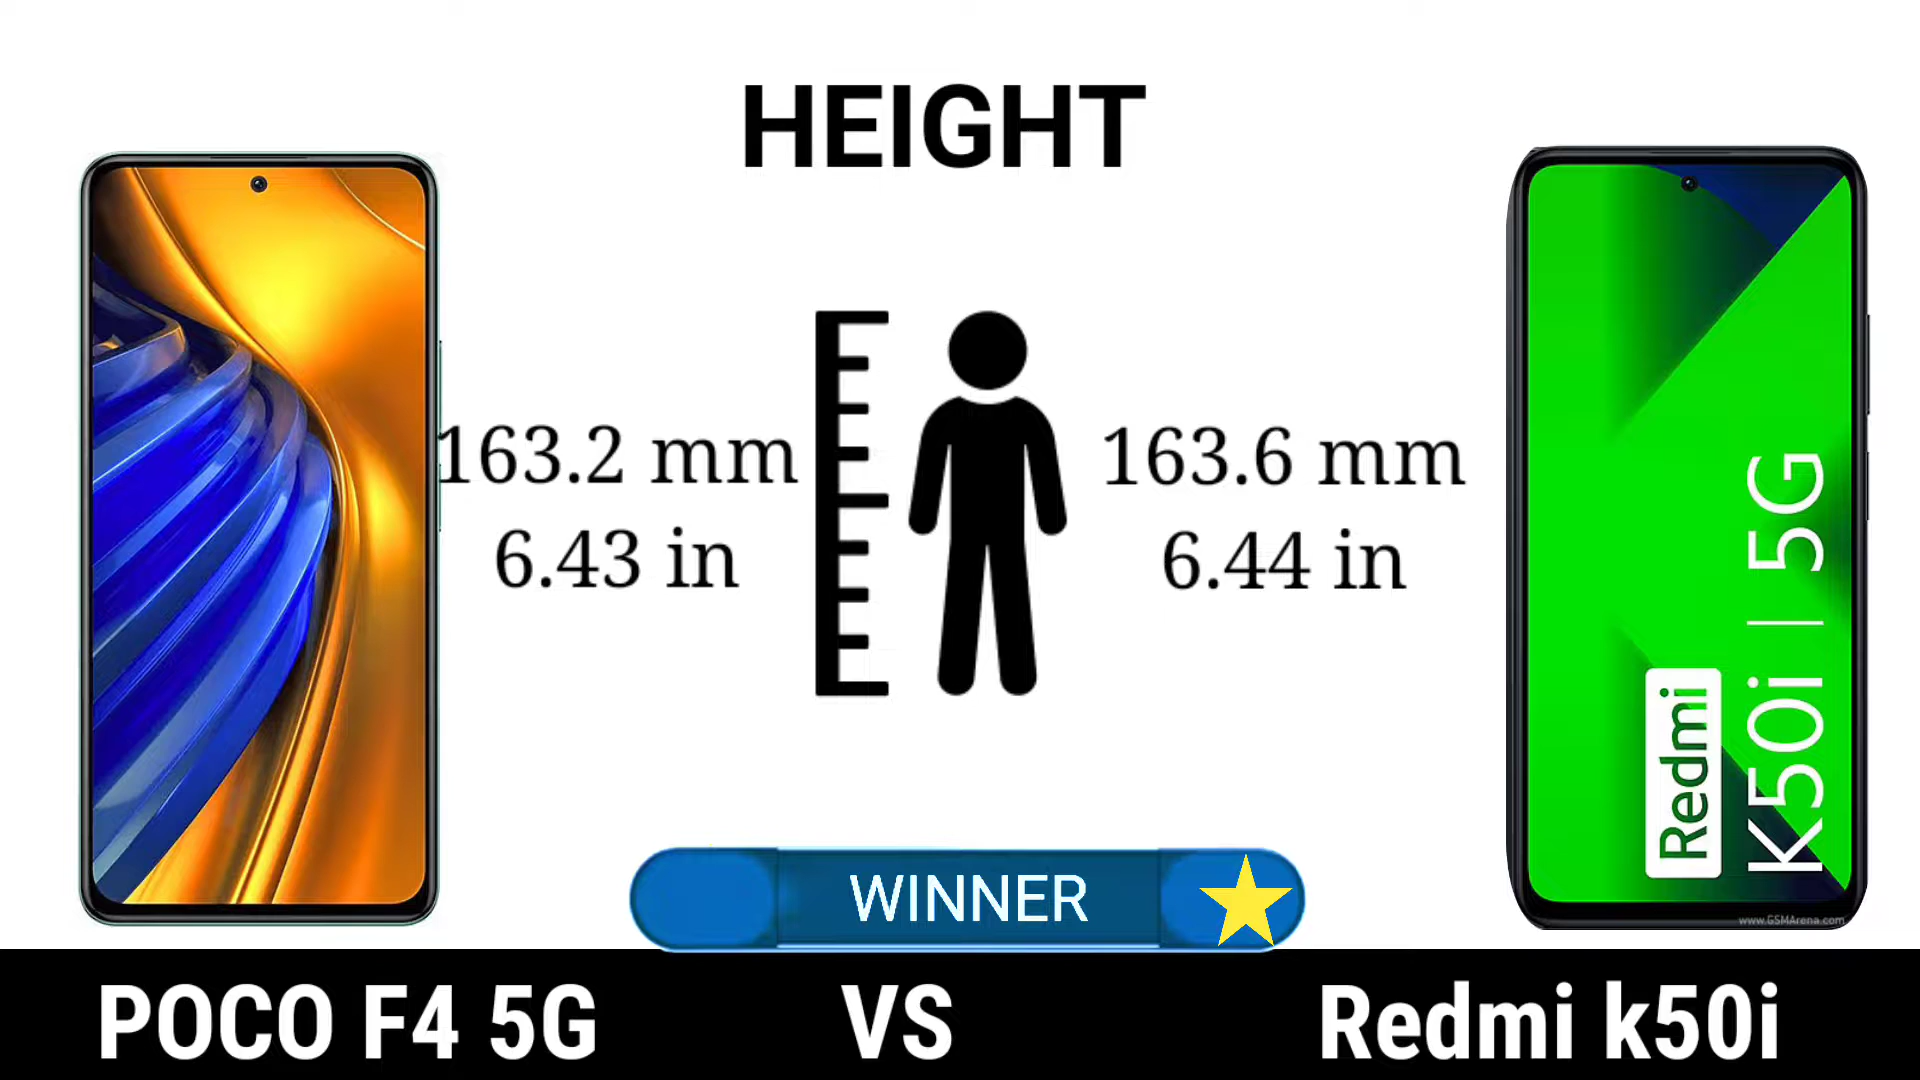 HEIGHT
163.2 mm
6.43 in
163.6 mm
6.44 in
Redmi
K50i | 5G
www.GSMArena.com
WINNER
POCO F4 5G
VS
Redmi k50i